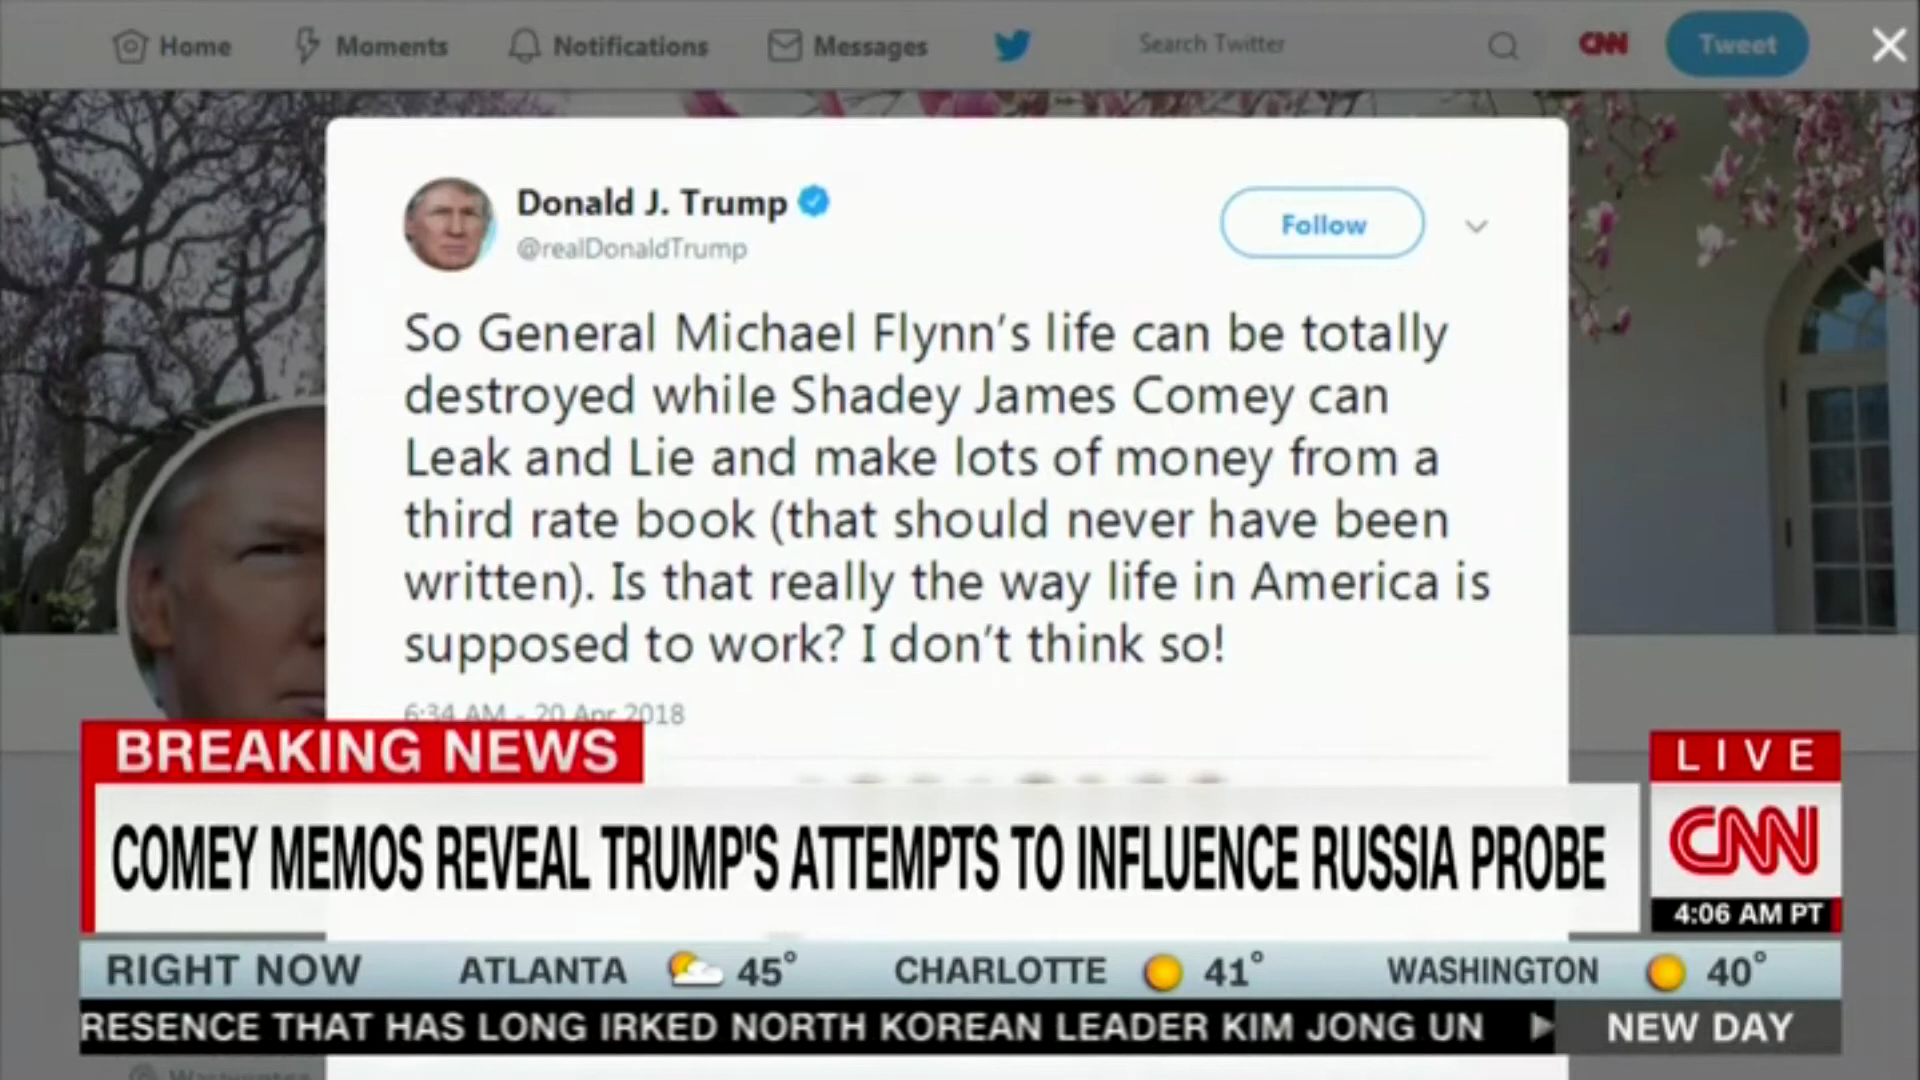 Home
Moments
Notifications
Messages
Search Twitter
CNN
Tweet
Donald J. Trump
@realDonaldTrump
Follow
So General Michael Flynn's life can be totally
destroyed while Shadey James Comey can
Leak and Lie and make lots of money from a
third rate book (that should never have been
written). Is that really the way life in America is
supposed to work? I don't think so!
6:34 AM - 20 Apr 2018
BREAKING NEWS
COMEY MEMOS REVEAL TRUMP'S ATTEMPTS TO INFLUENCE RUSSIA PROBE
LIVE
CNN
4:06 AM PT
RIGHT NOW ATLANTA 45° CHARLOTTE 41° WASHINGTON 40°
RESENCE THAT HAS LONG IRKED NORTH KOREAN LEADER KIM JONG UN
NEW DAY